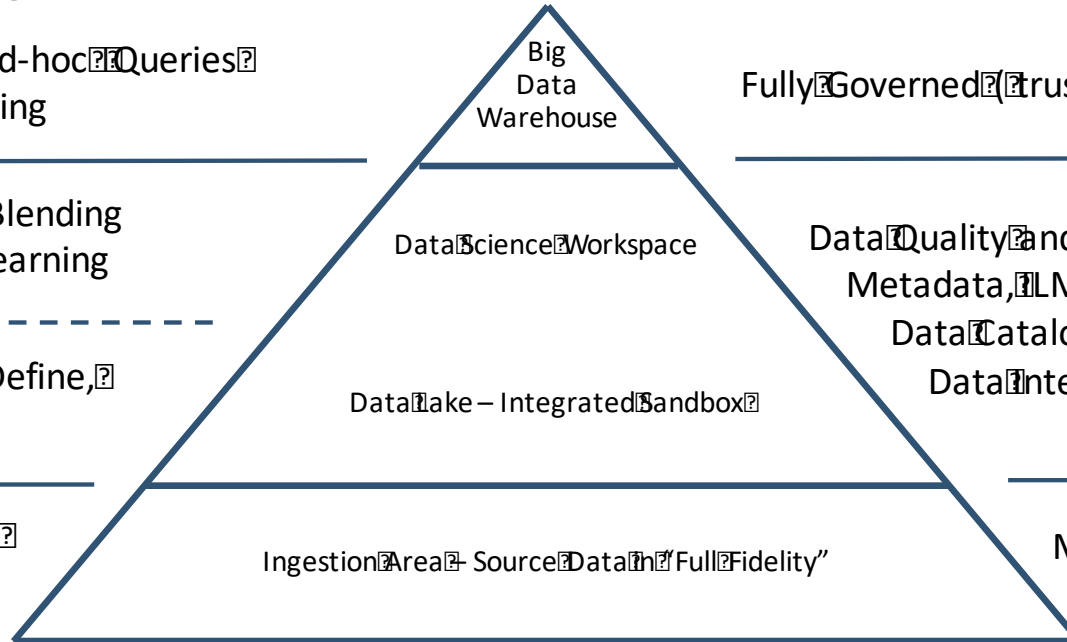 d-hoc Queries
ing
Big
Data
Warehouse
Fully Governed ( trus
Blending
earning
Data Science Workspace
Data Quality and
Metadata, ILM
Data Catalo
Data Inte
Define,
Data Lake – Integrated Sandbox
Ingestion Area – Source Data in “Full Fidelity”
M